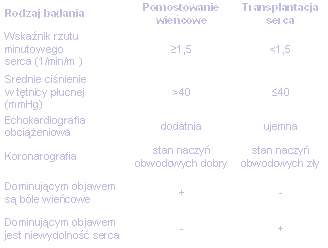 Rodzaj badania Pomostowanie wieńcowe Transplantacja serca
Wskaźnik rzutu
minutowego
serca (1/min/m ) ≥1,5 <1,5
Średnie ciśnienie
w tętnicy płucnej
(mmHg) >40 ≤40
Echokardiografia
obciążeniowa dodatnia ujemna
Koronarografia stan naczyń obwodowych dobry stan naczyń obwodowych zły
Dominującym objawem
są bóle wieńcowe + -
Dominującym objawem
jest niewydolność serca - +